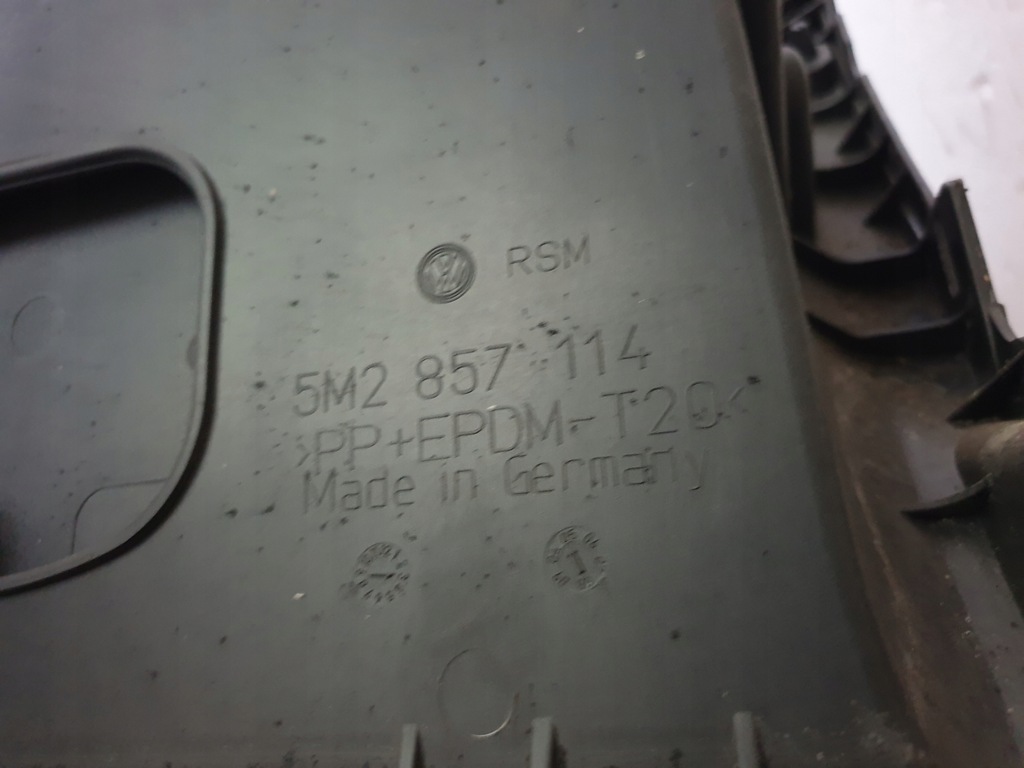 RSM
5M2 857 114
>PP+EPDM-T20<
Made in Germany